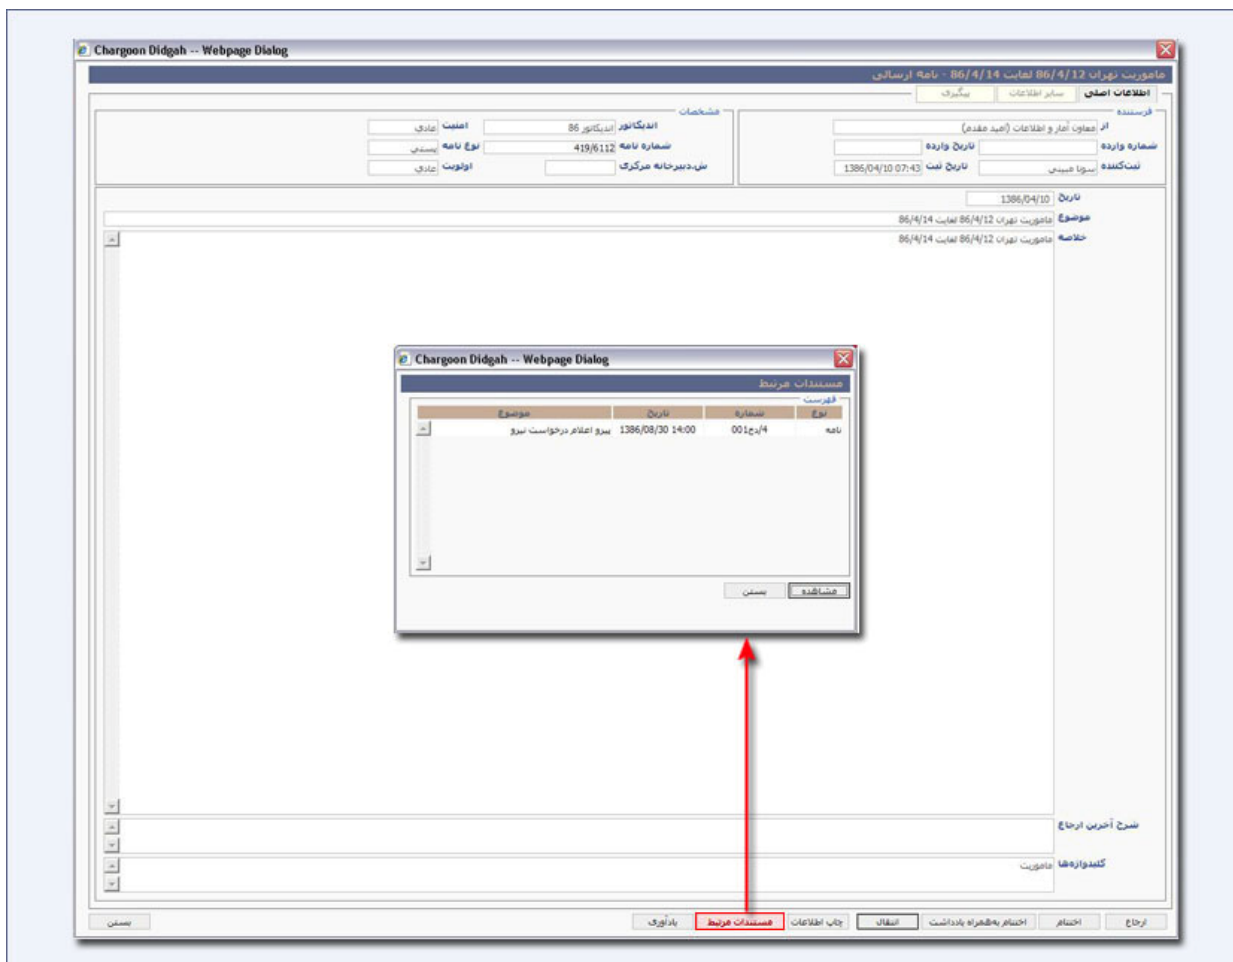 Chargoon Didgah -- Webpage Dialog
ماموریت تهران 86/4/12 لغایت 86/4/14 - نامه ارسالی
اطلاعات اصلی
سایر اطلاعات
پیگیری
فرستنده
از معاون آمار و اطلاعات (امید مقدم)
شماره وارده
تاریخ وارده
ثبت‌کننده سونا مبینی
تاریخ ثبت 1386/04/10 07:43
مشخصات
اندیکاتور اندیکاتور 86
امنیت عادی
شماره نامه 419/6112
نوع نامه پستی
ش.دبیرخانه مرکزی
اولویت عادی
تاریخ 1386/04/10
موضوع ماموریت تهران 86/4/12 لغایت 86/4/14
خلاصه ماموریت تهران 86/4/12 لغایت 86/4/14
Chargoon Didgah -- Webpage Dialog
مستندات مرتبط
فهرست
نوع شماره تاریخ موضوع
نامه 4/دح001 1386/08/30 14:00 پیرو اعلام درخواست نیرو
مشاهده
بستن
شرح آخرین ارجاع
کلیدواژه‌ها ماموریت
ارجاع
اختتام
اختتام به‌همراه یادداشت
انتقال
چاپ اطلاعات
مستندات مرتبط
یادآوری
بستن